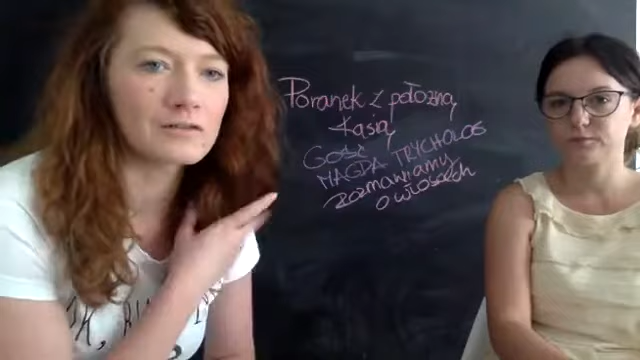 Poranek z położną
Kasią
Gość
MAGDA TRYCHOLOG
rozmawiamy
o włosach